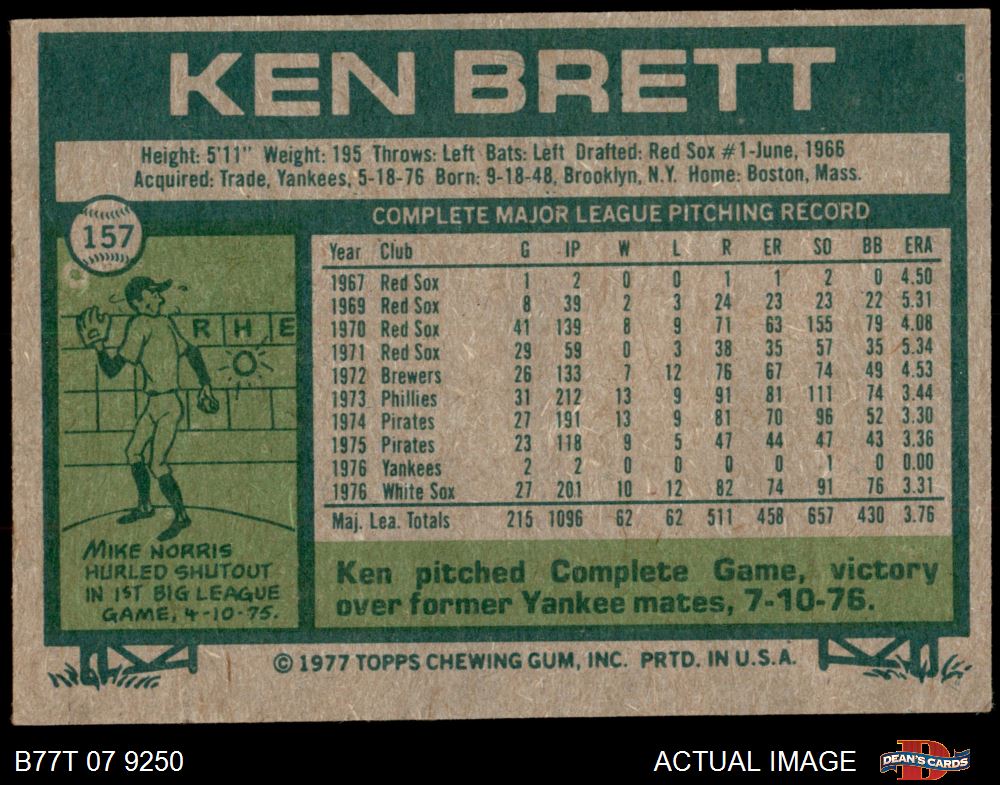 KEN BRETT
Height: 5'11" Weight: 195 Throws: Left Bats: Left Drafted: Red Sox #1-June, 1966
Acquired: Trade, Yankees, 5-18-76 Born: 9-18-48, Brooklyn, N.Y. Home: Boston, Mass.
157
COMPLETE MAJOR LEAGUE PITCHING RECORD
Year Club G IP W L R ER SO BB ERA
1967 Red Sox 1 2 0 0 1 1 2 0 4.50
1969 Red Sox 8 39 2 3 24 23 23 22 5.31
1970 Red Sox 41 139 8 9 71 63 155 79 4.08
1971 Red Sox 29 59 0 3 38 35 57 35 5.34
1972 Brewers 26 133 7 12 76 67 74 49 4.53
1973 Phillies 31 212 13 9 91 81 111 74 3.44
1974 Pirates 27 191 13 9 81 70 96 52 3.30
1975 Pirates 23 118 9 5 47 44 47 43 3.36
1976 Yankees 2 2 0 0 0 0 1 0 0.00
1976 White Sox 27 201 10 12 82 74 91 76 3.31
Maj. Lea. Totals 215 1096 62 62 511 458 657 430 3.76
R H E
MIKE NORRIS
HURLED SHUTOUT
IN 1ST BIG LEAGUE
GAME, 4-10-75.
Ken pitched Complete Game, victory
over former Yankee mates, 7-10-76.
© 1977 TOPPS CHEWING GUM, INC. PRTD. IN U.S.A.
B77T 07 9250
ACTUAL IMAGE
D
DEAN'S CARDS